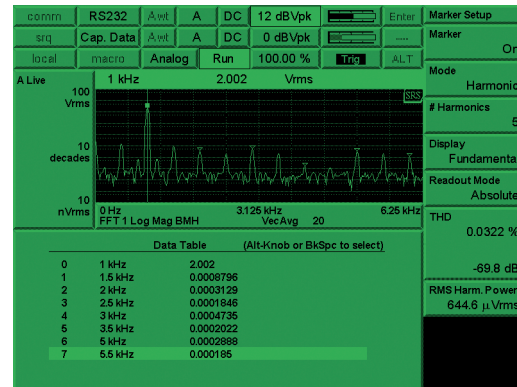 comm RS232 A wt A DC 12 dBVpk Enter
srq Cap. Data A wt A DC 0 dBVpk ----
local macro Analog Run 100.00 % Trig ALT
Marker Setup
Marker
On
Mode
Harmonic
# Harmonics
5
Display
Fundamental
Readout Mode
Absolute
THD
0.0322 %
-69.8 dB
RMS Harm. Power
644.6 µVrms
A Live
1 kHz 2.002 Vrms
SRS
100
Vrms
10
decades
10
nVrms
0 Hz 3.125 kHz 6.25 kHz
FFT 1 Log Mag BMH VecAvg 20
Data Table (Alt-Knob or BkSpc to select)
0 1 kHz 2.002
1 1.5 kHz 0.0008796
2 2 kHz 0.0003129
3 2.5 kHz 0.0001846
4 3 kHz 0.0004735
5 3.5 kHz 0.0002022
6 5 kHz 0.0002888
7 5.5 kHz 0.000185